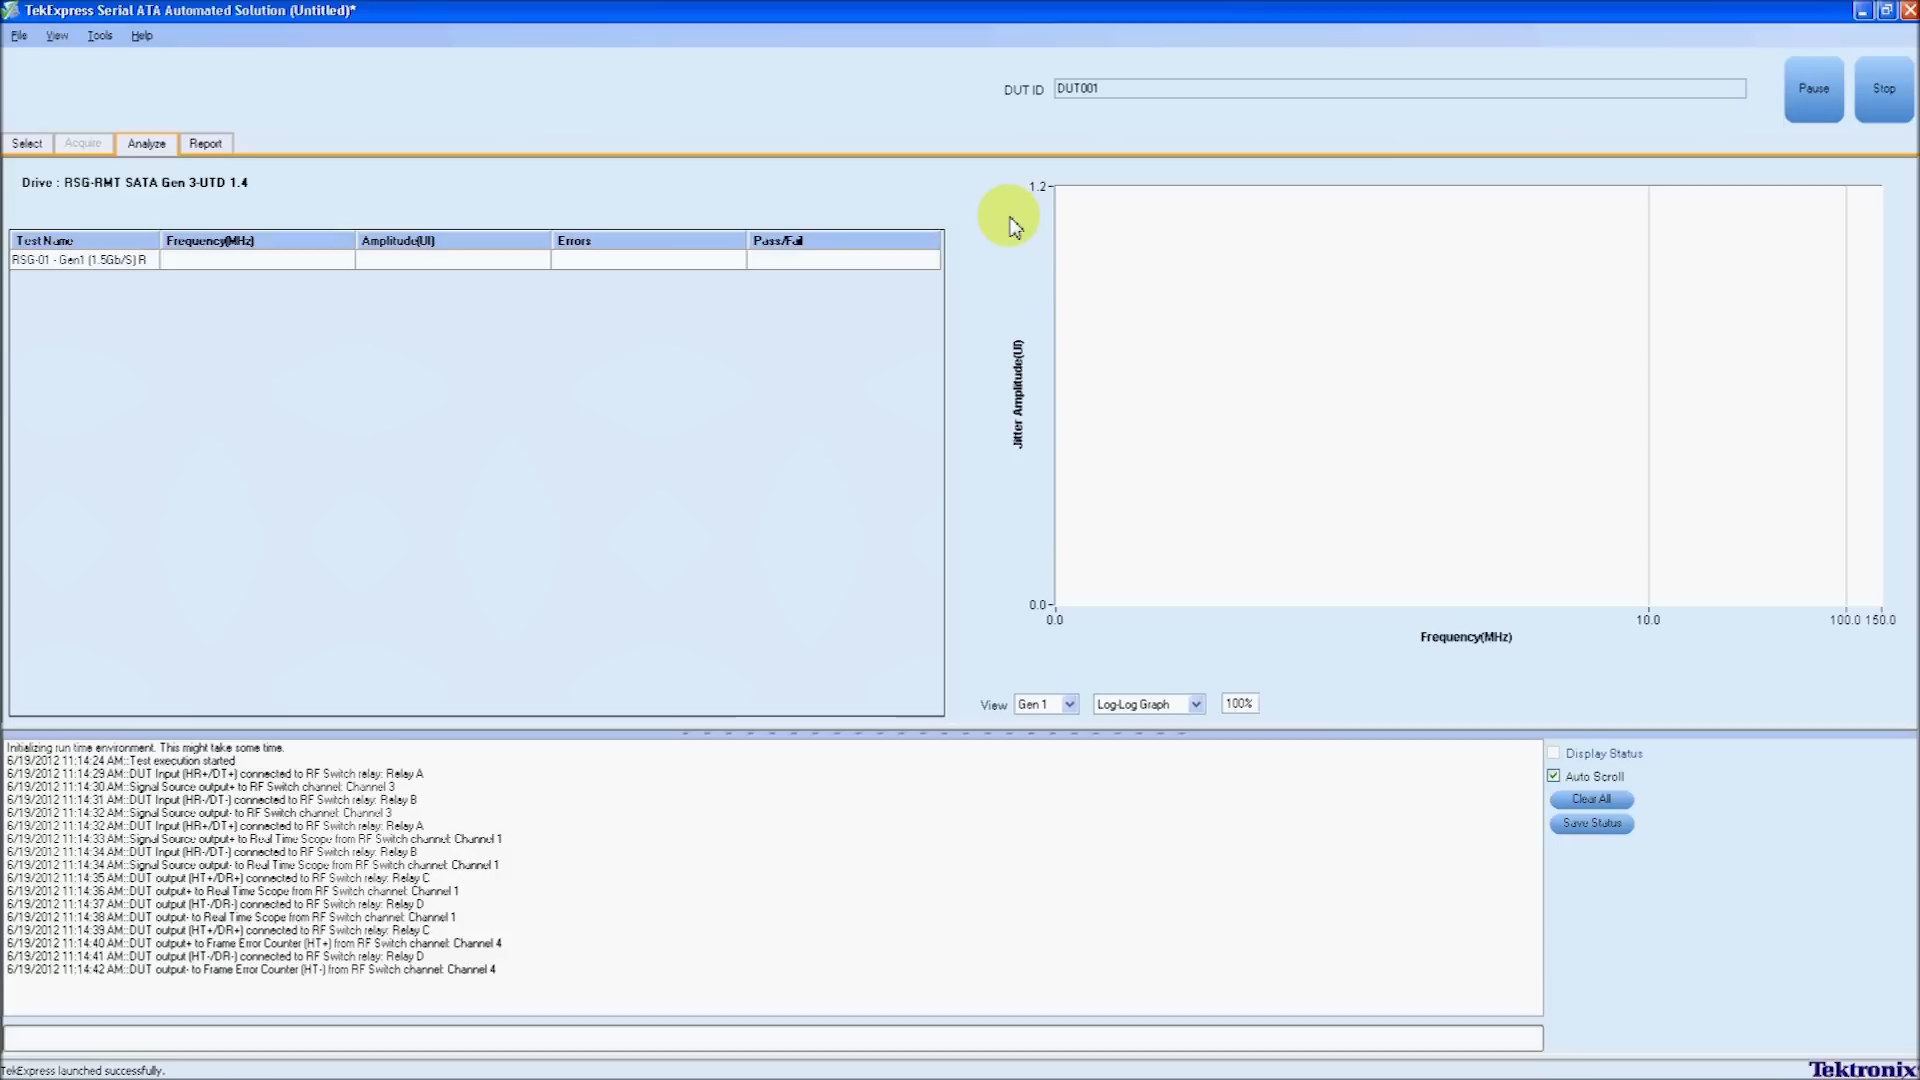 TekExpress Serial ATA Automated Solution (Untitled)*
File View Tools Help
DUT ID DUT001 Pause Stop
Select Acquire Analyze Report
Drive : RSG-RMT SATA Gen 3-UTD 1.4
Test Name Frequency(MHz) Amplitude(UI) Errors Pass/Fail
RSG-01 - Gen1 (1.5Gb/S) R
1.2
Jitter Amplitude(UI)
0.0
0.0 10.0 100.0 150.0
Frequency(MHz)
View Gen 1 Log-Log Graph 100%
Initializing run time environment. This might take some time.
6/19/2012 11:14:24 AM::Test execution started
6/19/2012 11:14:29 AM::DUT Input (HR+/DT+) connected to RF Switch relay: Relay A
6/19/2012 11:14:30 AM::Signal Source output+ to RF Switch channel: Channel 3
6/19/2012 11:14:31 AM::DUT Input (HR-/DT-) connected to RF Switch relay: Relay B
6/19/2012 11:14:32 AM::Signal Source output- to RF Switch channel: Channel 3
6/19/2012 11:14:32 AM::DUT Input (HR+/DT+) connected to RF Switch relay: Relay A
6/19/2012 11:14:33 AM::Signal Source output+ to Real Time Scope from RF Switch channel: Channel 1
6/19/2012 11:14:34 AM::DUT Input (HR-/DT-) connected to RF Switch relay: Relay B
6/19/2012 11:14:34 AM::Signal Source output- to Real Time Scope from RF Switch channel: Channel 1
6/19/2012 11:14:35 AM::DUT output (HT+/DR+) connected to RF Switch relay: Relay C
6/19/2012 11:14:36 AM::DUT output+ to Real Time Scope from RF Switch channel: Channel 1
6/19/2012 11:14:37 AM::DUT output (HT-/DR-) connected to RF Switch relay: Relay D
6/19/2012 11:14:38 AM::DUT output- to Real Time Scope from RF Switch channel: Channel 1
6/19/2012 11:14:39 AM::DUT output (HT+/DR+) connected to RF Switch relay: Relay C
6/19/2012 11:14:40 AM::DUT output+ to Frame Error Counter (HT+) from RF Switch channel: Channel 4
6/19/2012 11:14:41 AM::DUT output (HT-/DR-) connected to RF Switch relay: Relay D
6/19/2012 11:14:42 AM::DUT output- to Frame Error Counter (HT-) from RF Switch channel: Channel 4
Display Status
Auto Scroll
Clear All
Save Status
TekExpress launched successfully.
Tektronix